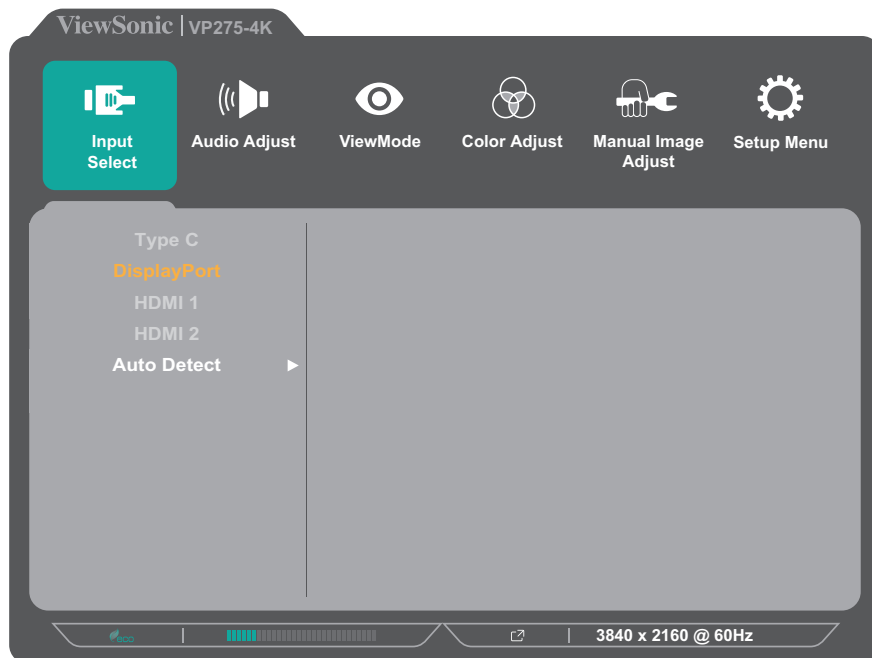 ViewSonic | VP275-4K
Input
Select
Audio Adjust
ViewMode
Color Adjust
Manual Image
Adjust
Setup Menu
Type C
DisplayPort
HDMI 1
HDMI 2
Auto Detect
eco
3840 x 2160 @ 60Hz